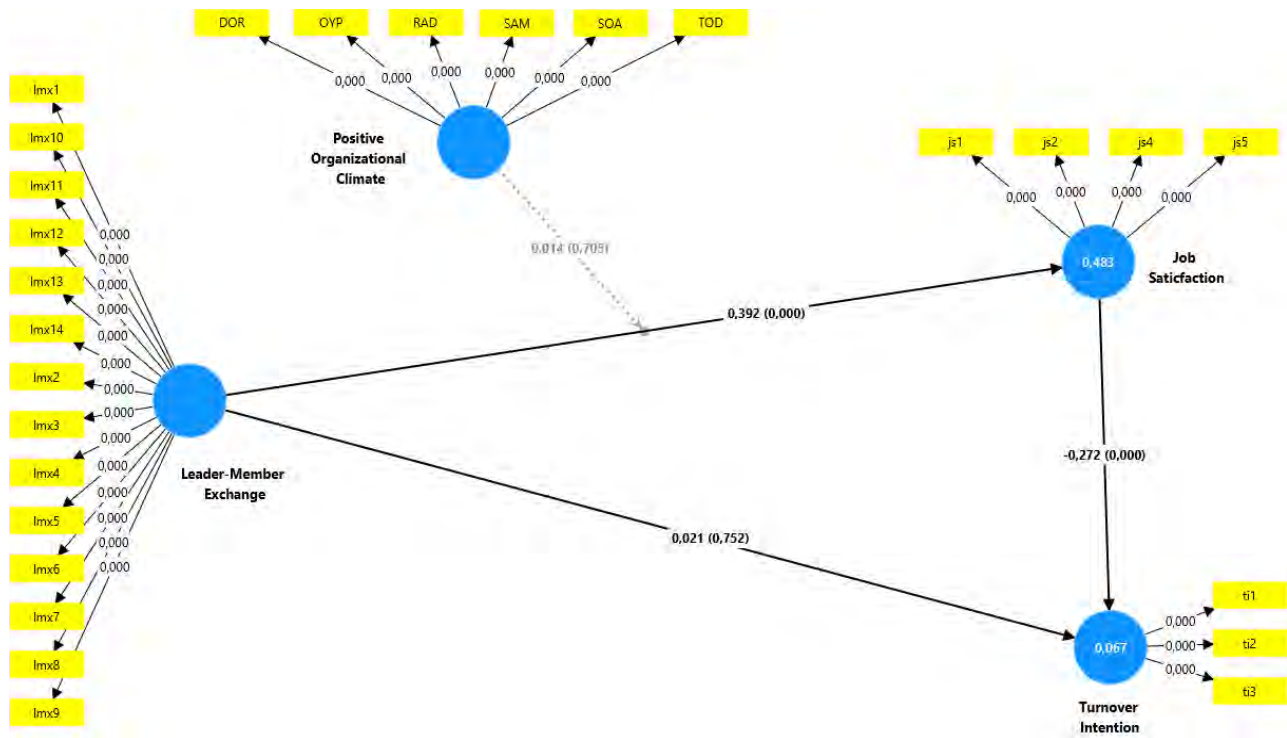 DOR
OYP
RAD
SAM
SOA
TOD
0,000
0,000
0,000
0,000
0,000
0,000
Positive
Organizational
Climate
lmx1
lmx10
lmx11
lmx12
lmx13
lmx14
lmx2
lmx3
lmx4
lmx5
lmx6
lmx7
lmx8
lmx9
0,000
0,000
0,000
0,000
0,000
0,000
0,000
0,000
0,000
0,000
0,000
0,000
0,000
0,000
Leader-Member
Exchange
0,014
0,392 (0,000)
0,021 (0,752)
js1
js2
js4
js5
0,000
0,000
0,000
0,000
0,483
Job
Saticfaction
-0,272 (0,000)
0,067
Turnover
Intention
0,000
0,000
0,000
ti1
ti2
ti3